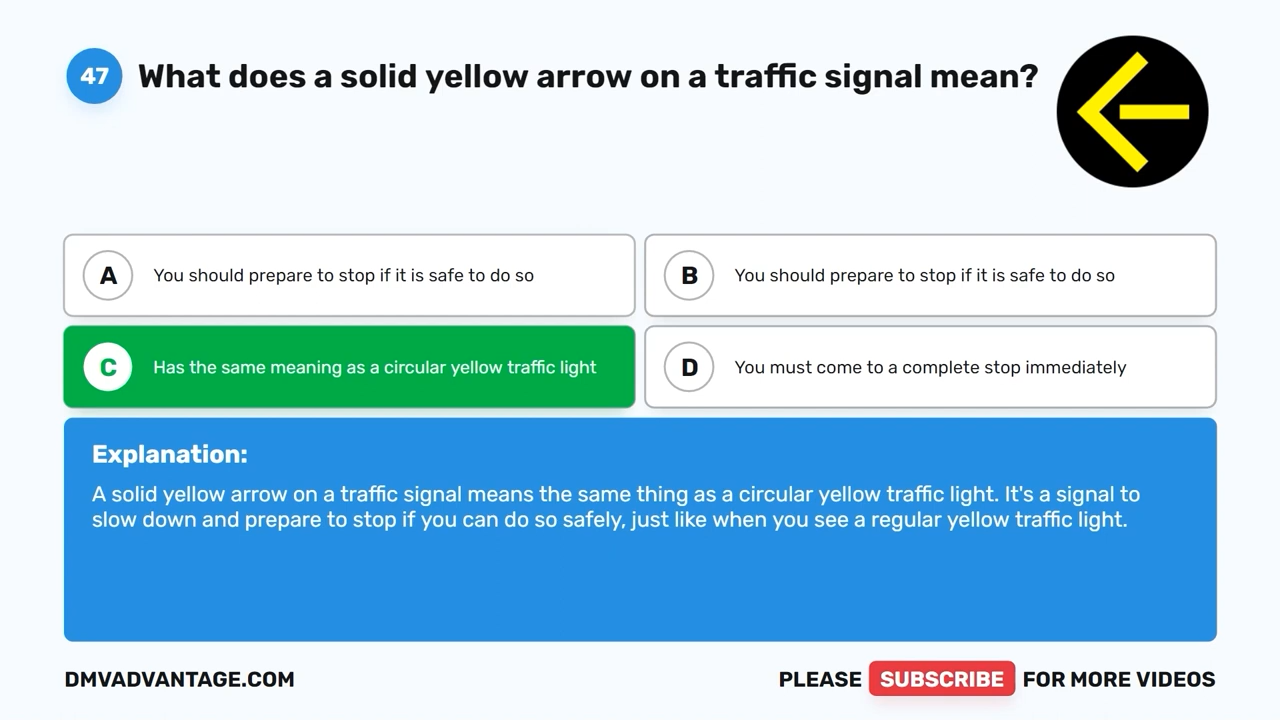 47 What does a solid yellow arrow on a traffic signal mean?
A You should prepare to stop if it is safe to do so
B You should prepare to stop if it is safe to do so
C Has the same meaning as a circular yellow traffic light
D You must come to a complete stop immediately
Explanation:
A solid yellow arrow on a traffic signal means the same thing as a circular yellow traffic light. It's a signal to
slow down and prepare to stop if you can do so safely, just like when you see a regular yellow traffic light.
DMVADVANTAGE.COM
PLEASE SUBSCRIBE FOR MORE VIDEOS